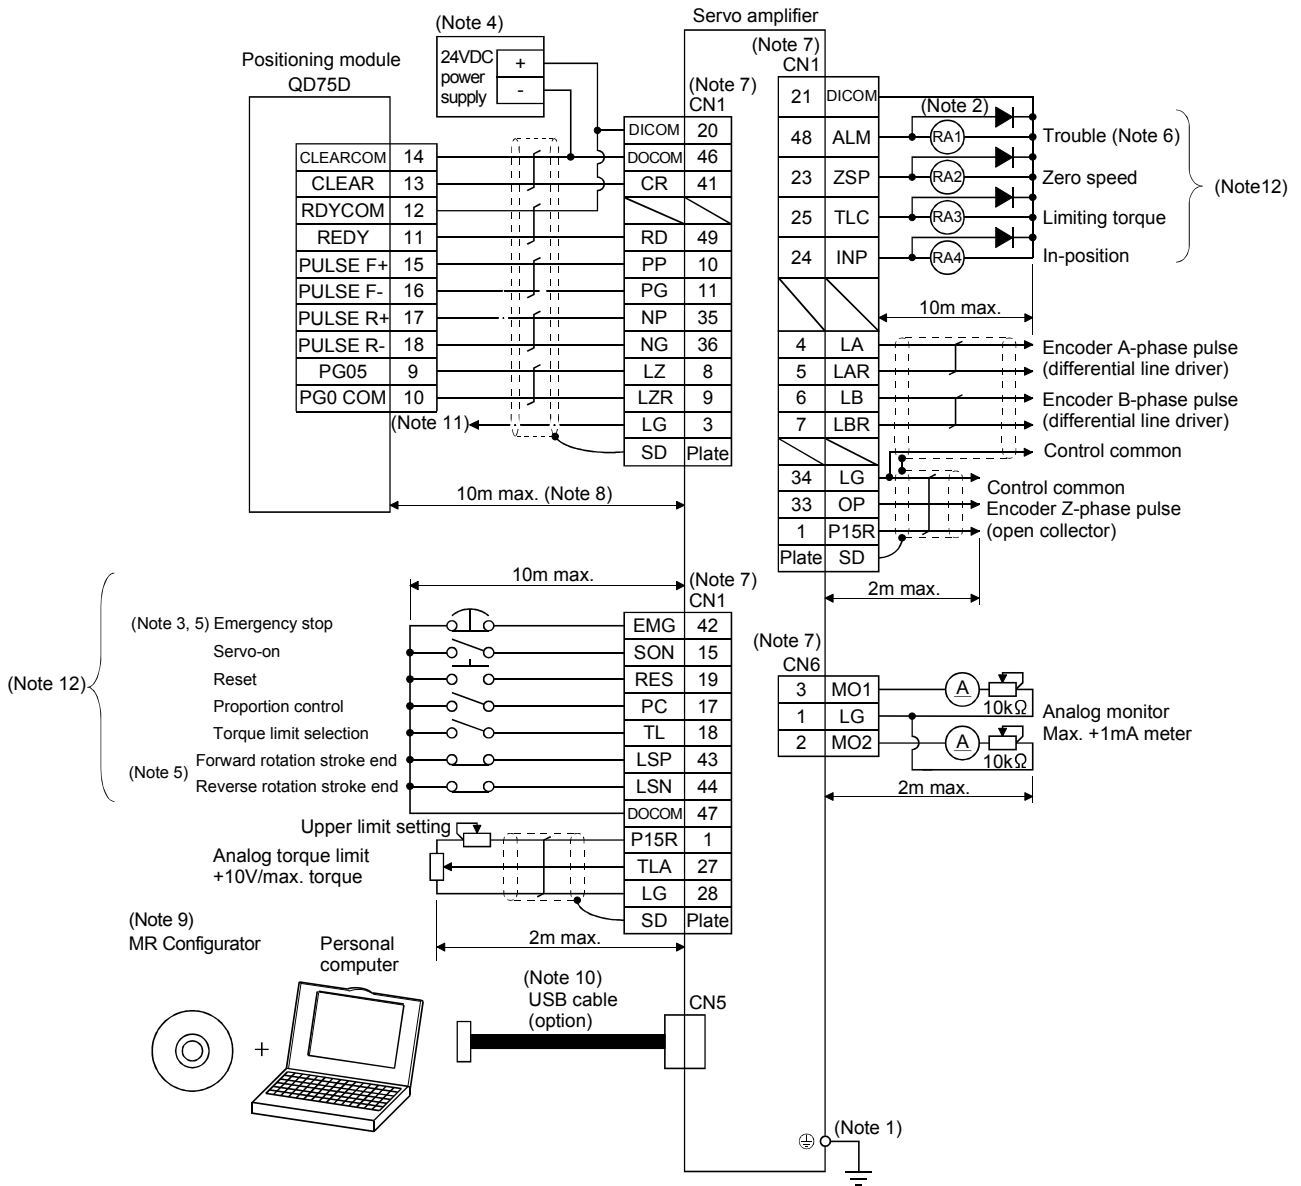 Servo amplifier
(Note 4)
24VDC
power
supply
+
-
Positioning module
QD75D
(Note 7)
CN1
DICOM 20
CLEARCOM 14 DOCOM 46
CLEAR 13 CR 41
RDYCOM 12
REDY 11 RD 49
PULSE F+ 15 PP 10
PULSE F- 16 PG 11
PULSE R+ 17 NP 35
PULSE R- 18 NG 36
PG05 9 LZ 8
PG0 COM 10 LZR 9
(Note 11) LG 3
SD Plate
10m max. (Note 8)
(Note 7)
CN1
21 DICOM
(Note 2)
48 ALM RA1 Trouble (Note 6)
23 ZSP RA2 Zero speed
25 TLC RA3 Limiting torque
24 INP RA4 In-position
(Note12)
10m max.
4 LA Encoder A-phase pulse
5 LAR (differential line driver)
6 LB Encoder B-phase pulse
7 LBR (differential line driver)
Control common
34 LG Control common
33 OP Encoder Z-phase pulse
1 P15R (open collector)
Plate SD
2m max.
10m max.
(Note 7)
CN1
(Note 12)
(Note 3, 5) Emergency stop EMG 42
Servo-on SON 15
Reset RES 19
Proportion control PC 17
Torque limit selection TL 18
Forward rotation stroke end LSP 43
(Note 5)
Reverse rotation stroke end LSN 44
DOCOM 47
Upper limit setting P15R 1
Analog torque limit
+10V/max. torque
TLA 27
LG 28
SD Plate
2m max.
(Note 7)
CN6
3 MO1 A 10kΩ
1 LG
2 MO2 A 10kΩ
Analog monitor
Max. +1mA meter
2m max.
(Note 9)
MR Configurator
Personal
computer
+
(Note 10)
USB cable
(option)
CN5
(Note 1)